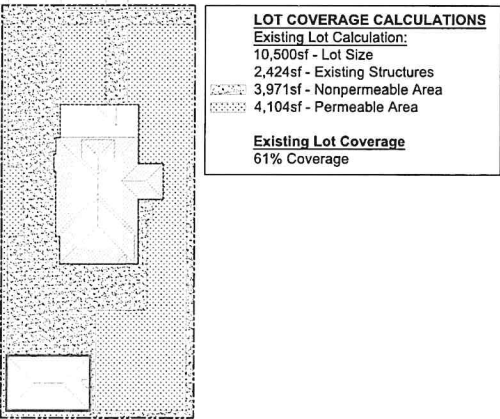 LOT COVERAGE CALCULATIONS
Existing Lot Calculation:
10,500sf - Lot Size
2,424sf - Existing Structures
3,971sf - Nonpermeable Area
4,104sf - Permeable Area
Existing Lot Coverage
61% Coverage